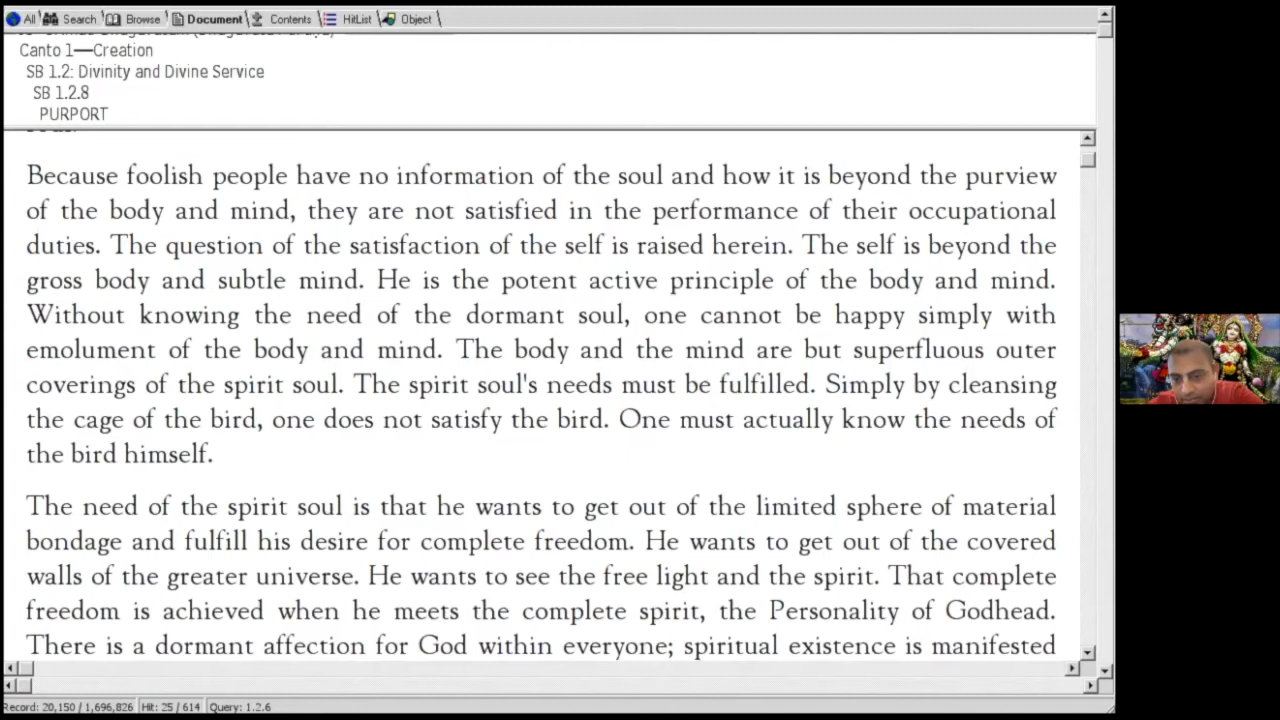 All Search Browse Document Contents HitList Object
Canto 1—Creation
SB 1.2: Divinity and Divine Service
SB 1.2.8
PURPORT
Because foolish people have no information of the soul and how it is beyond the purview
of the body and mind, they are not satisfied in the performance of their occupational
duties. The question of the satisfaction of the self is raised herein. The self is beyond the
gross body and subtle mind. He is the potent active principle of the body and mind.
Without knowing the need of the dormant soul, one cannot be happy simply with
emolument of the body and mind. The body and the mind are but superfluous outer
coverings of the spirit soul. The spirit soul's needs must be fulfilled. Simply by cleansing
the cage of the bird, one does not satisfy the bird. One must actually know the needs of
the bird himself.
The need of the spirit soul is that he wants to get out of the limited sphere of material
bondage and fulfill his desire for complete freedom. He wants to get out of the covered
walls of the greater universe. He wants to see the free light and the spirit. That complete
freedom is achieved when he meets the complete spirit, the Personality of Godhead.
There is a dormant affection for God within everyone; spiritual existence is manifested
Record: 20,150 / 1,696,826 Hit: 25 / 614 Query: 1.2.6